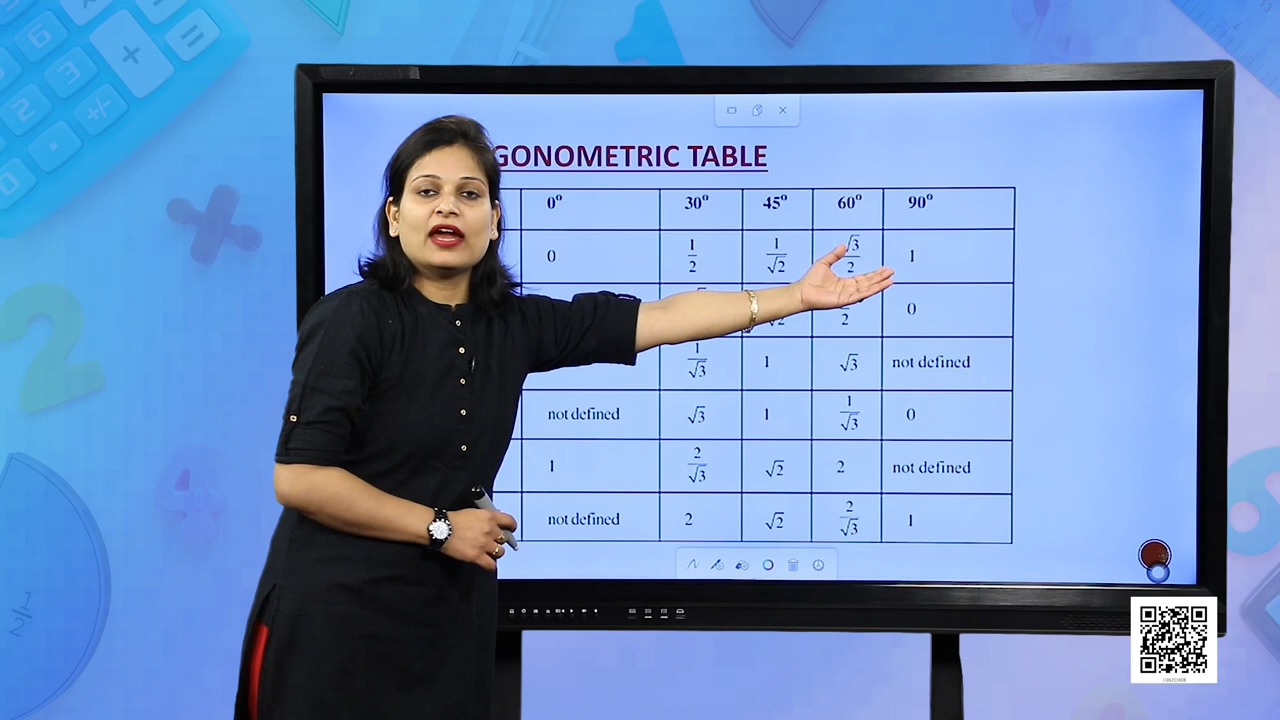 GONOMETRIC TABLE
0° 30° 45° 60° 90°
0 1/2 1/√2 √3/2 1
√2 2 0
1/√3 1 √3 not defined
not defined √3 1 1/√3 0
1 2/√3 √2 2 not defined
not defined 2 √2 2/√3 1
1062CH08